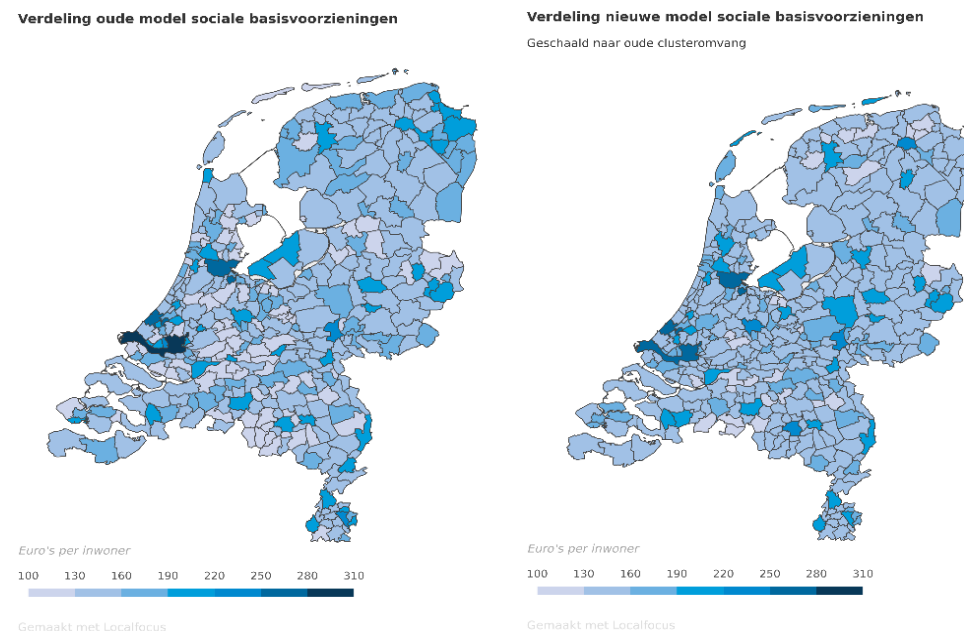 Verdeling oude model sociale basisvoorzieningen
Euro's per inwoner
100 130 160 190 220 250 280 310
Gemaakt met Localfocus
Verdeling nieuwe model sociale basisvoorzieningen
Geschaald naar oude clusteromvang
Euro's per inwoner
100 130 160 190 220 250 280 310
Gemaakt met Localfocus